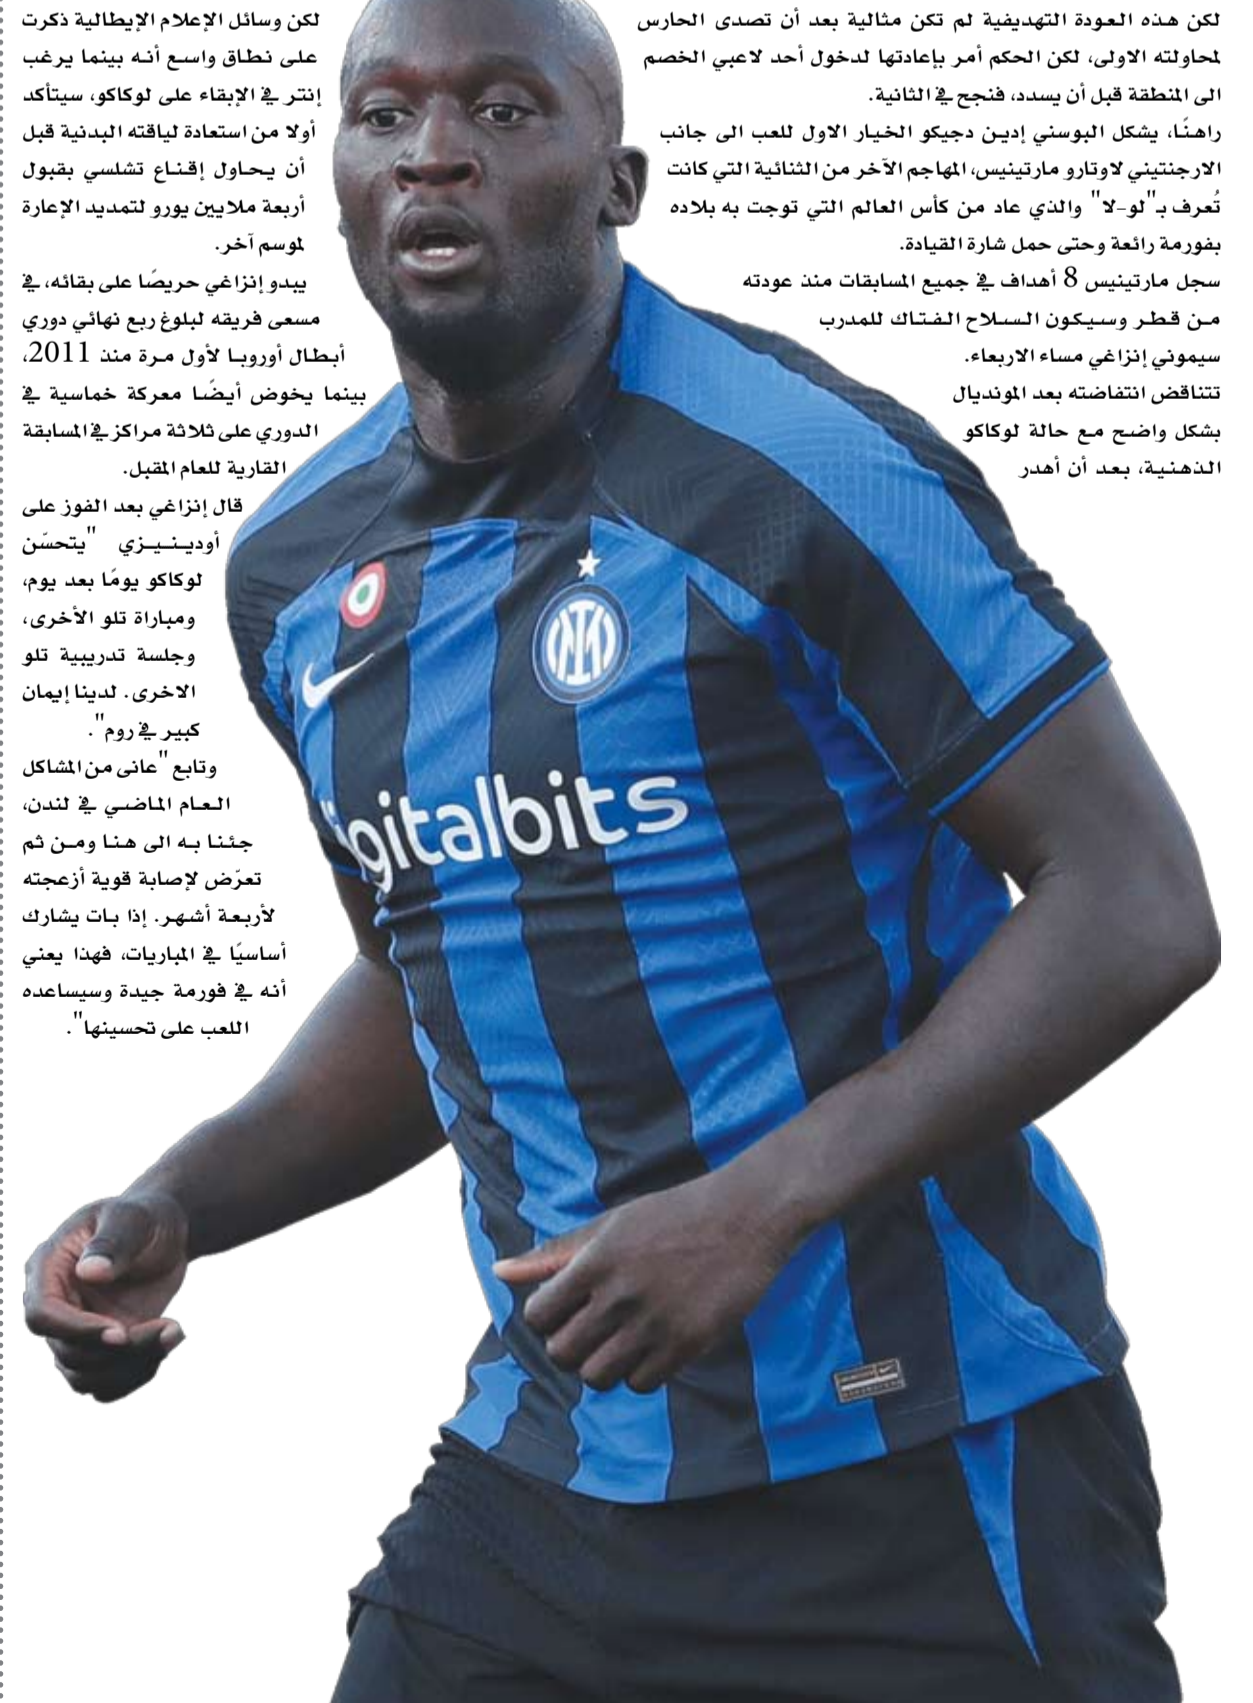 لكن هذه العودة التهديفية لم تكن مثالية بعد أن تصدى الحارس
لمحاولته الاولى، لكن الحكم أمر بإعادتها لدخول أحد لاعبي الخصم
الى المنطقة قبل أن يسدد، فنجح في الثانية.
راهنًا، يشكل البوسني إدين دجيكو الخيار الاول للعب الى جانب
الارجنتيني لاوتارو مارتينيس، المهاجم الآخر من الثنائية التي كانت
تُعرف بـ"لو-لا" والذي عاد من كأس العالم التي توجت به بلاده
بفورمة رائعة وحتى حمل شارة القيادة.
سجل مارتينيس 8 أهداف في جميع المسابقات منذ عودته
من قطر وسيكون السلاح الفتاك للمدرب
سيموني إنزاغي مساء الاربعاء.
تتناقض انتفاضته بعد المونديال
بشكل واضح مع حالة لوكاكو
الذهنية، بعد أن أهدر
لكن وسائل الإعلام الإيطالية ذكرت
على نطاق واسع أنه بينما يرغب
إنتر في الإبقاء على لوكاكو، سيتأكد
أولا من استعادة لياقته البدنية قبل
أن يحاول إقناع تشلسي بقبول
أربعة ملايين يورو لتمديد الإعارة
لموسم آخر.
يبدو إنزاغي حريصًا على بقائه، في
مسعى فريقه لبلوغ ربع نهائي دوري
أبطال أوروبا لأول مرة منذ 2011،
بينما يخوض أيضًا معركة خماسية في
الدوري على ثلاثة مراكز في المسابقة
القارية للعام المقبل.
قال إنزاغي بعد الفوز على
أودينيزي "يتحسّن
لوكاكو يومًا بعد يوم،
ومباراة تلو الأخرى،
وجلسة تدريبية تلو
الاخرى. لدينا إيمان
كبير في روم".
وتابع "عانى من المشاكل
العام الماضي في لندن،
جئنا به الى هنا ومن ثم
تعرّض لإصابة قوية أزعجته
لأربعة أشهر. إذا بات يشارك
أساسيًا في المباريات، فهذا يعني
أنه في فورمة جيدة وسيساعده
اللعب على تحسينها".
igitalbits